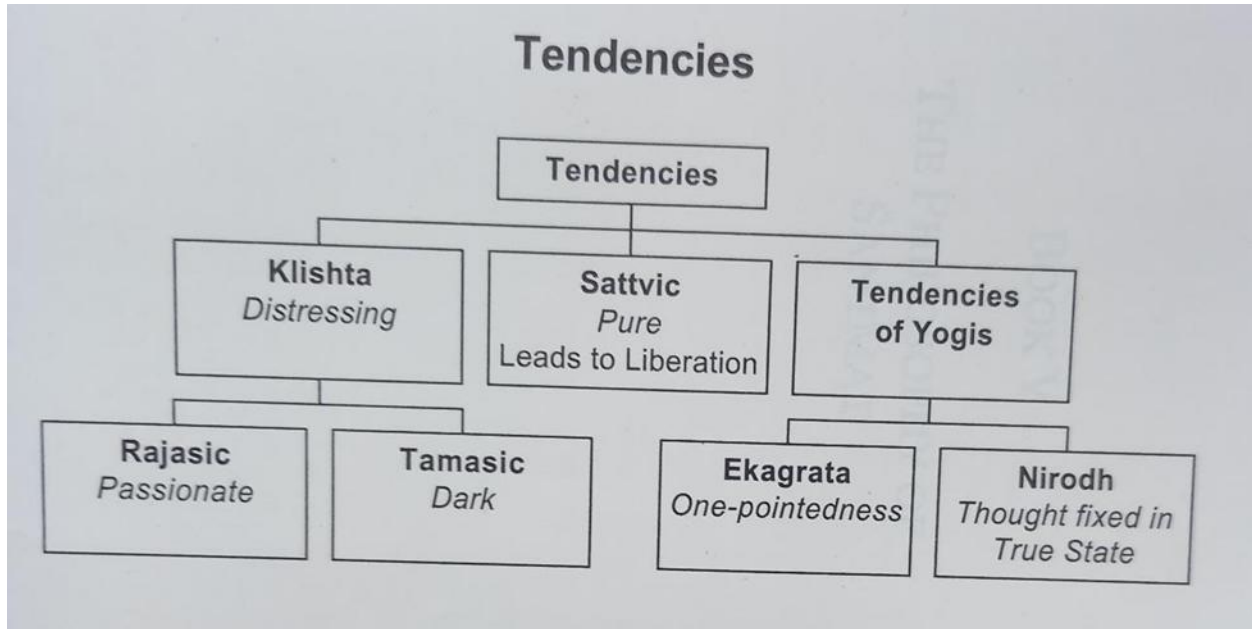 Tendencies
Tendencies
Klishta
Distressing
Sattvic
Pure
Leads to Liberation
Tendencies
of Yogis
Rajasic
Passionate
Tamasic
Dark
Ekagrata
One-pointedness
Nirodh
Thought fixed in
True State